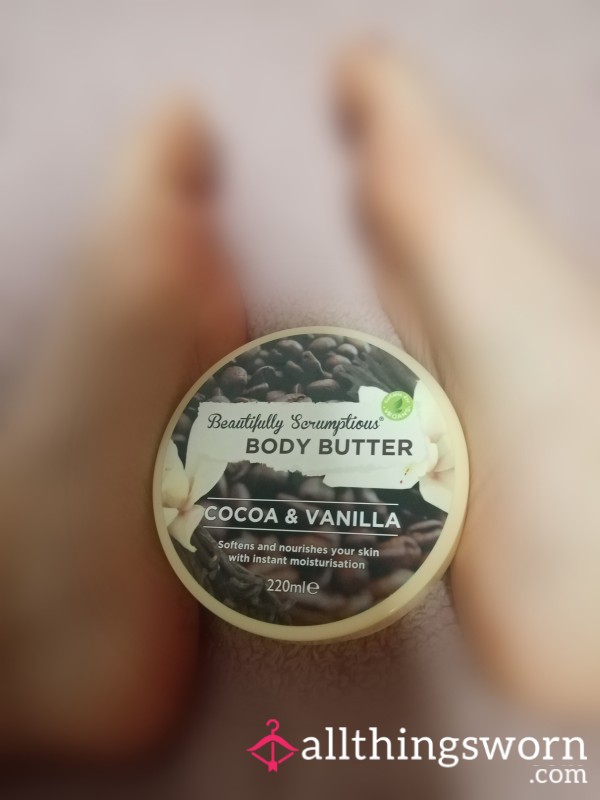 Beautifully Scrumptious®
BODY BUTTER
COCOA & VANILLA
Softens and nourishes your skin
with instant moisturisation
220ml℮
allthingsworn
.com